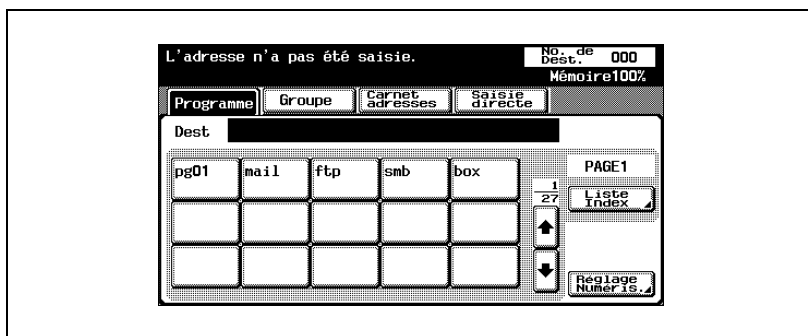 L'adresse n'a pas été saisie.
No. de Dest. 000
Mémoire100%
Programme
Groupe
Carnet adresses
Saisie directe
Dest
pg01
mail
ftp
smb
box
1
27
PAGE1
Liste Index
Réglage Numéris.